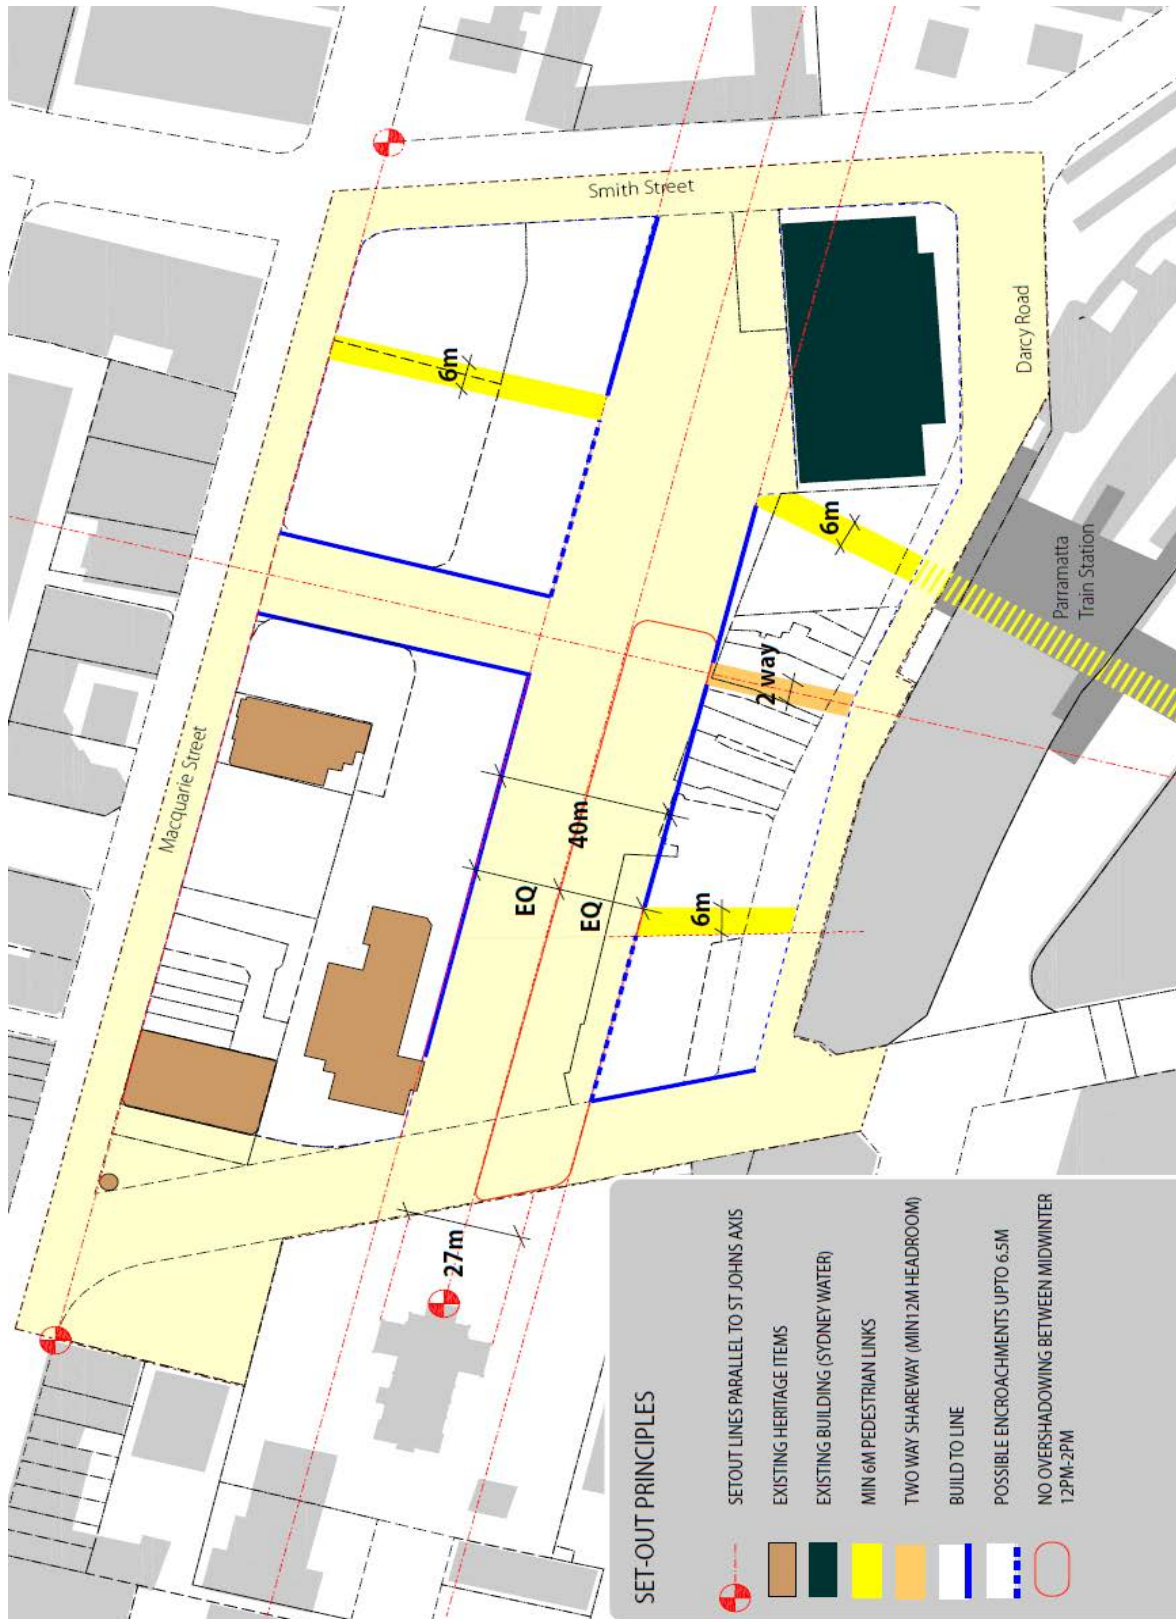 Smith Street
Macquarie Street
Darcy Road
Parramatta
Train Station
6m
6m
2 way
40m
EQ
EQ
6m
27m
SET-OUT PRINCIPLES
SETOUT LINES PARALLEL TO ST JOHNS AXIS
EXISTING HERITAGE ITEMS
EXISTING BUILDING (SYDNEY WATER)
MIN 6M PEDESTRIAN LINKS
TWO WAY SHAREWAY (MIN12M HEADROOM)
BUILD TO LINE
POSSIBLE ENCROACHMENTS UPTO 6.5M
NO OVERSHADOWING BETWEEN MIDWINTER
12PM-2PM